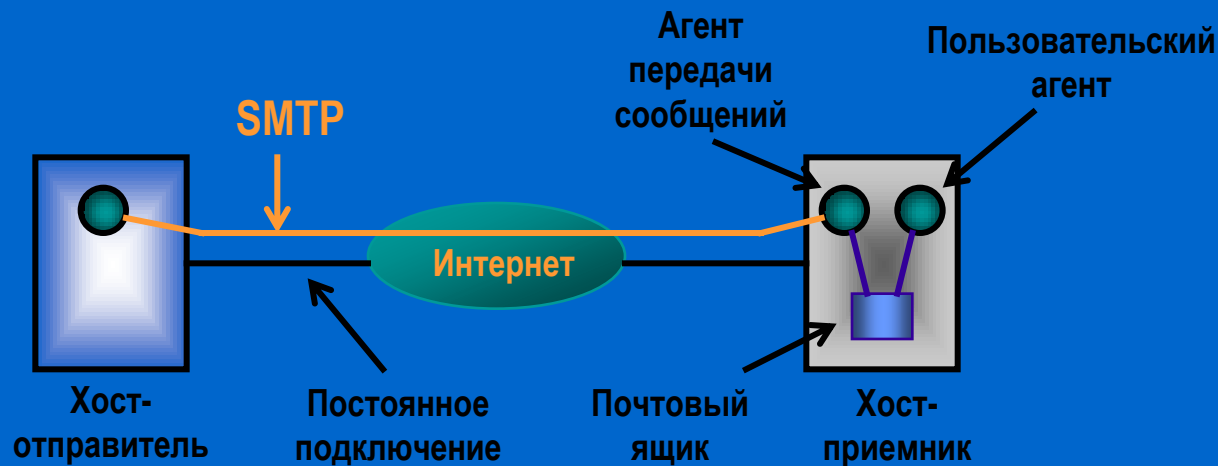 Агент
передачи
сообщений
Пользовательский
агент
SMTP
Интернет
Хост-
отправитель
Постоянное
подключение
Почтовый
ящик
Хост-
приемник